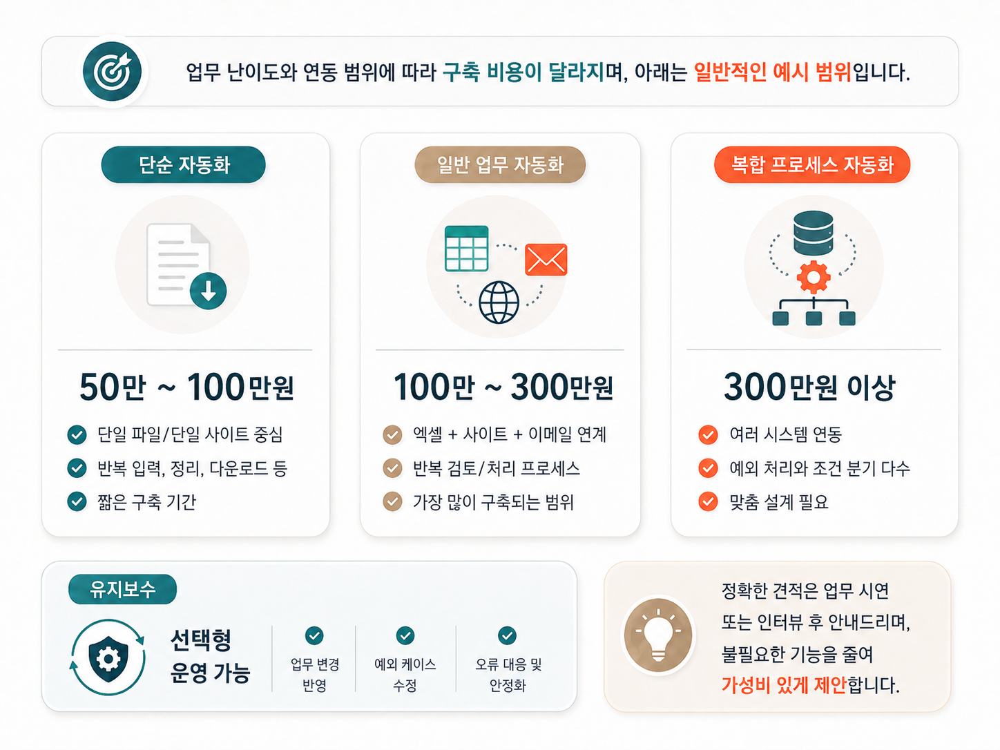 업무 난이도와 연동 범위에 따라 구축 비용이 달라지며, 아래는 일반적인 예시 범위입니다.
단순 자동화
50만 ~ 100만원
단일 파일/단일 사이트 중심
반복 입력, 정리, 다운로드 등
짧은 구축 기간
일반 업무 자동화
100만 ~ 300만원
엑셀 + 사이트 + 이메일 연계
반복 검토/처리 프로세스
가장 많이 구축되는 범위
복합 프로세스 자동화
300만원 이상
여러 시스템 연동
예외 처리와 조건 분기 다수
맞춤 설계 필요
유지보수
선택형
운영 가능
업무 변경
반영
예외 케이스
수정
오류 대응 및
안정화
정확한 견적은 업무 시연
또는 인터뷰 후 안내드리며,
불필요한 기능을 줄여
가성비 있게 제안합니다.